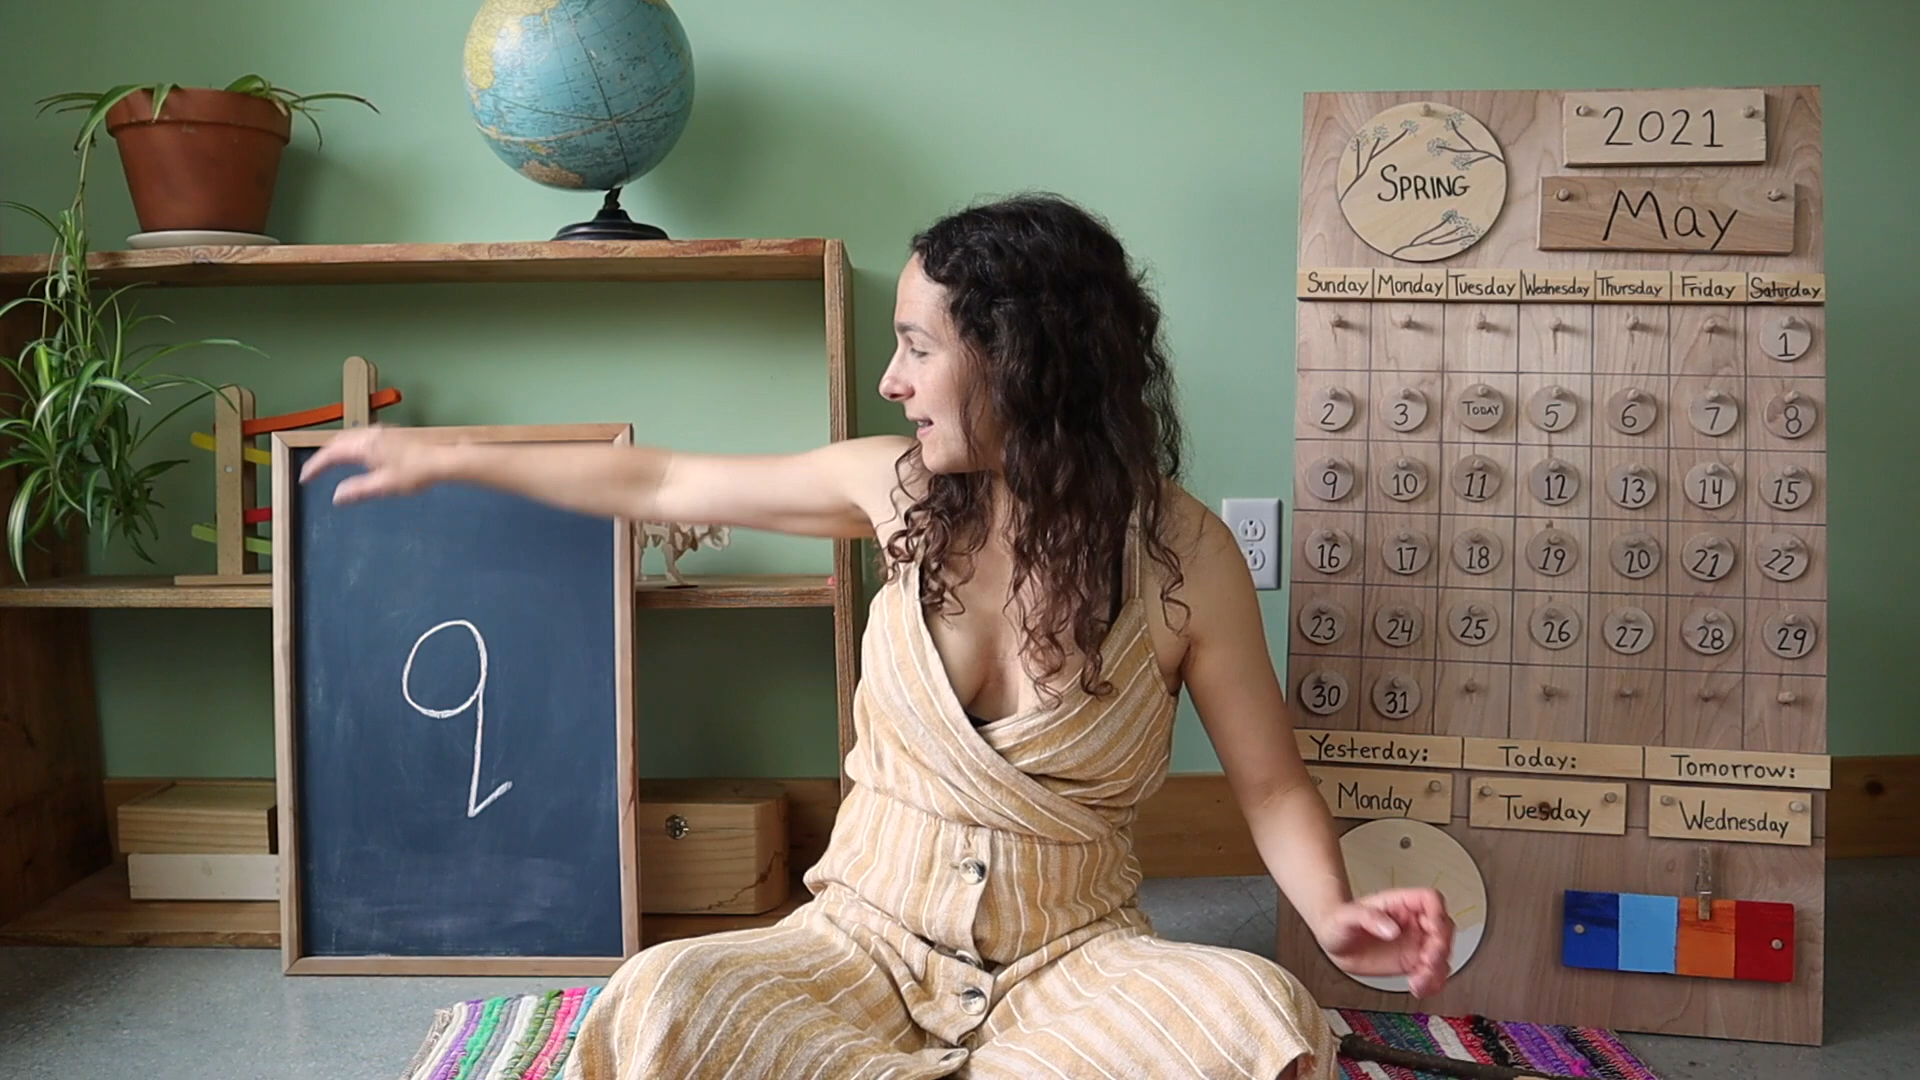 q
SPRING
2021
May
Sunday Monday Tuesday Wednesday Thursday Friday Saturday
1
2 3 TODAY 5 6 7 8
9 10 11 12 13 14 15
16 17 18 19 20 21 22
23 24 25 26 27 28 29
30 31
Yesterday: Today: Tomorrow:
Monday Tuesday Wednesday